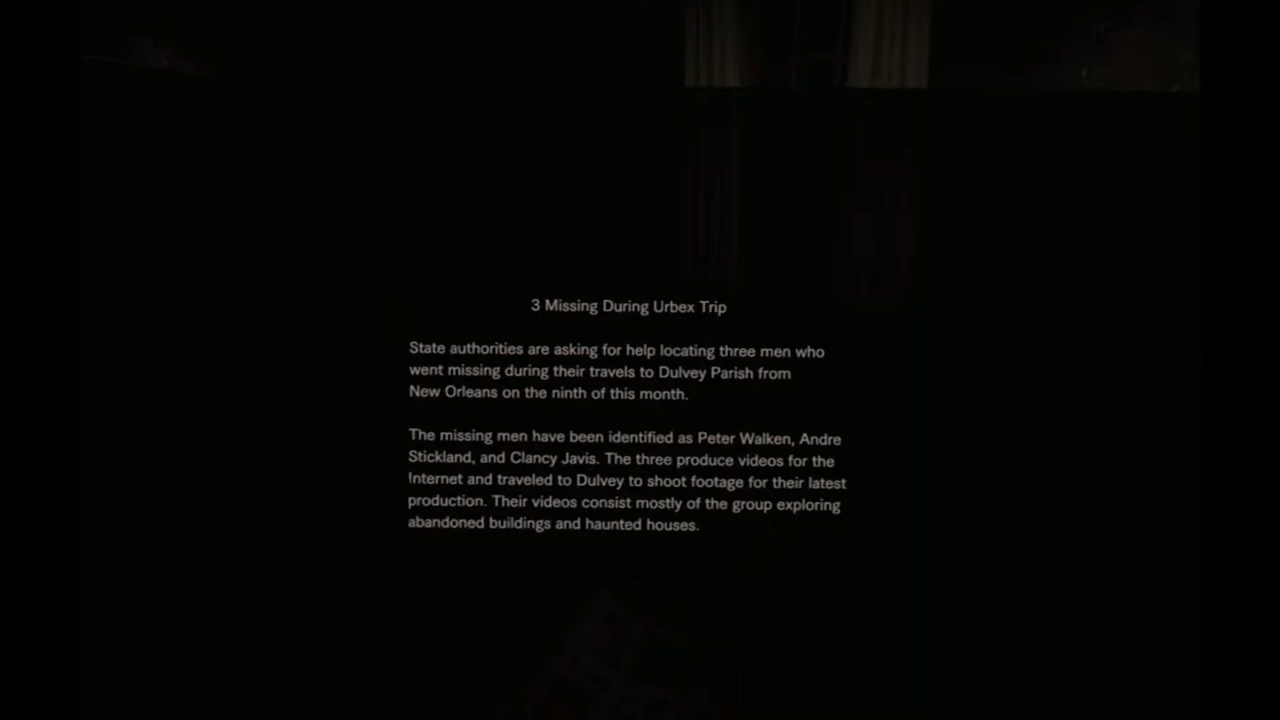 3 Missing During Urbex Trip
State authorities are asking for help locating three men who
went missing during their travels to Dulvey Parish from
New Orleans on the ninth of this month.
The missing men have been identified as Peter Walken, Andre
Stickland, and Clancy Javis. The three produce videos for the
Internet and traveled to Dulvey to shoot footage for their latest
production. Their videos consist mostly of the group exploring
abandoned buildings and haunted houses.